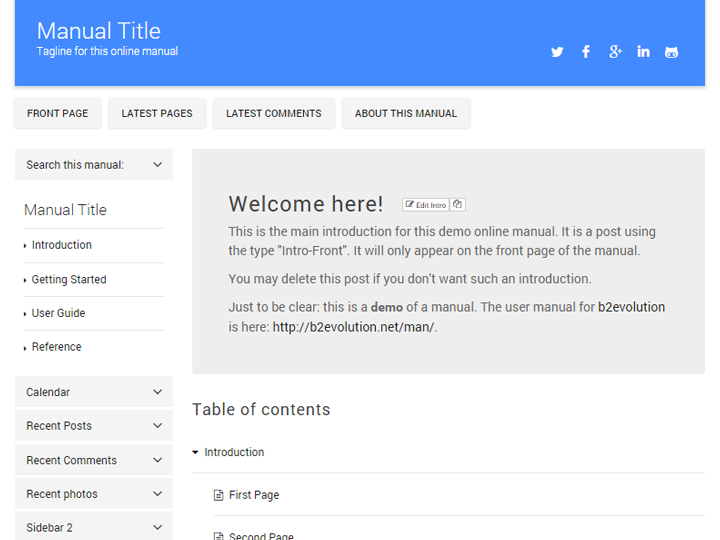 Manual Title
Tagline for this online manual
FRONT PAGE
LATEST PAGES
LATEST COMMENTS
ABOUT THIS MANUAL
Search this manual:
Manual Title
Introduction
Getting Started
User Guide
Reference
Calendar
Recent Posts
Recent Comments
Recent photos
Sidebar 2
Welcome here!
Edit Intro
This is the main introduction for this demo online manual. It is a post using
the type "Intro-Front". It will only appear on the front page of the manual.
You may delete this post if you don't want such an introduction.
Just to be clear: this is a demo of a manual. The user manual for b2evolution
is here: http://b2evolution.net/man/.
Table of contents
Introduction
First Page
Second Page